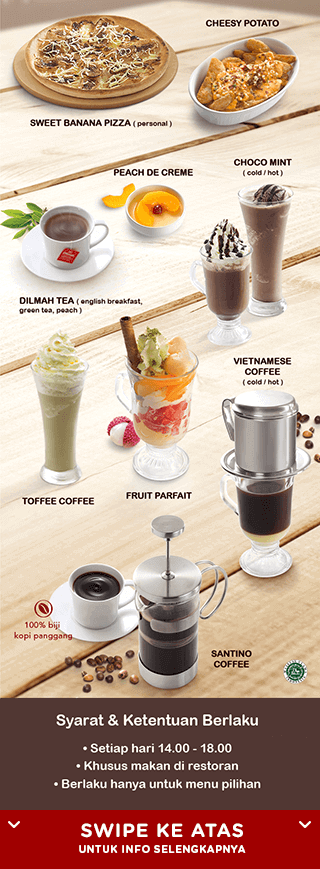 CHEESY POTATO
SWEET BANANA PIZZA ( personal )
PEACH DE CREME
CHOCO MINT
( cold / hot )
DILMAH TEA ( english breakfast,
green tea, peach )
VIETNAMESE
COFFEE
( cold / hot )
TOFFEE COFFEE
FRUIT PARFAIT
100% biji
kopi panggang
SANTINO
COFFEE
Syarat & Ketentuan Berlaku
• Setiap hari 14.00 - 18.00
• Khusus makan di restoran
• Berlaku hanya untuk menu pilihan
SWIPE KE ATAS
UNTUK INFO SELENGKAPNYA